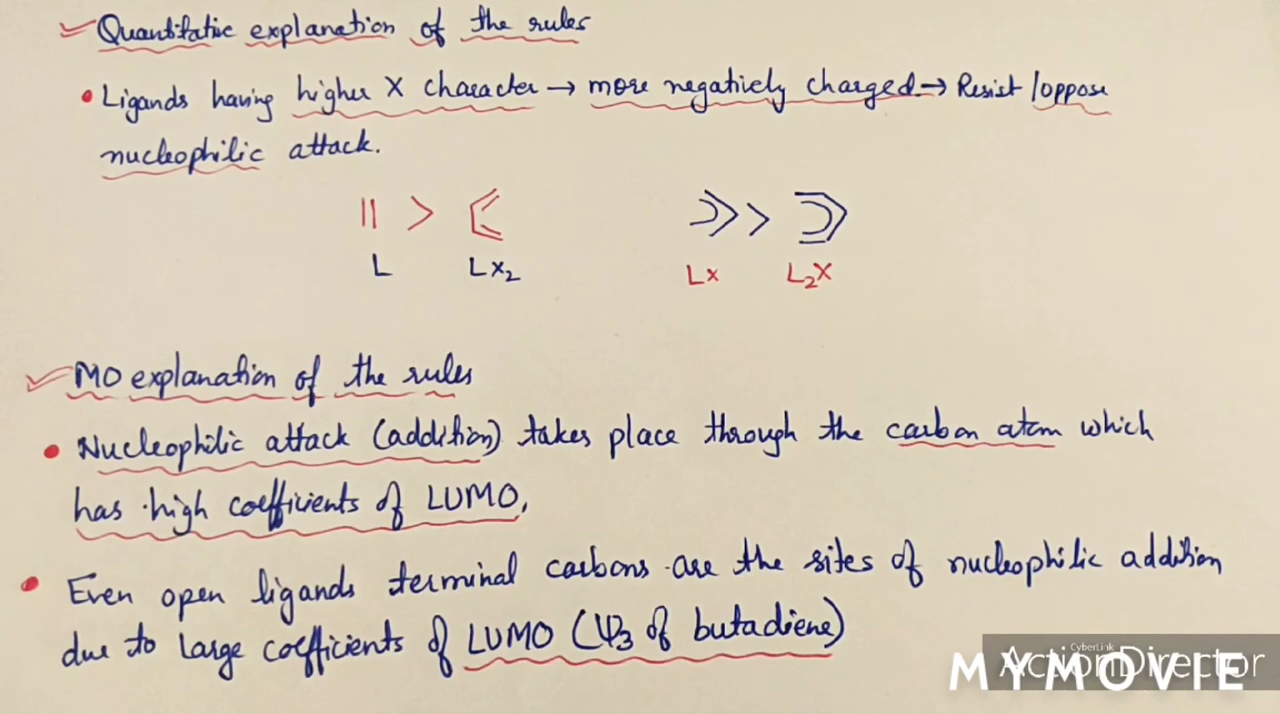 Quantitative explanation of the rules
• Ligands having higher X character → more negatively charged → Resist /oppose
nucleophilic attack.
> >
L LX₂ LX L₂X
MO explanation of the rules
• Nucleophilic attack (addition) takes place through the carbon atom which
has high coefficients of LUMO,
• Even open ligands terminal carbons are the sites of nucleophilic addition
due to large coefficients of LUMO (Ψ₃ of butadiene)
CyberLink
ActionDirector
MYMOVIE